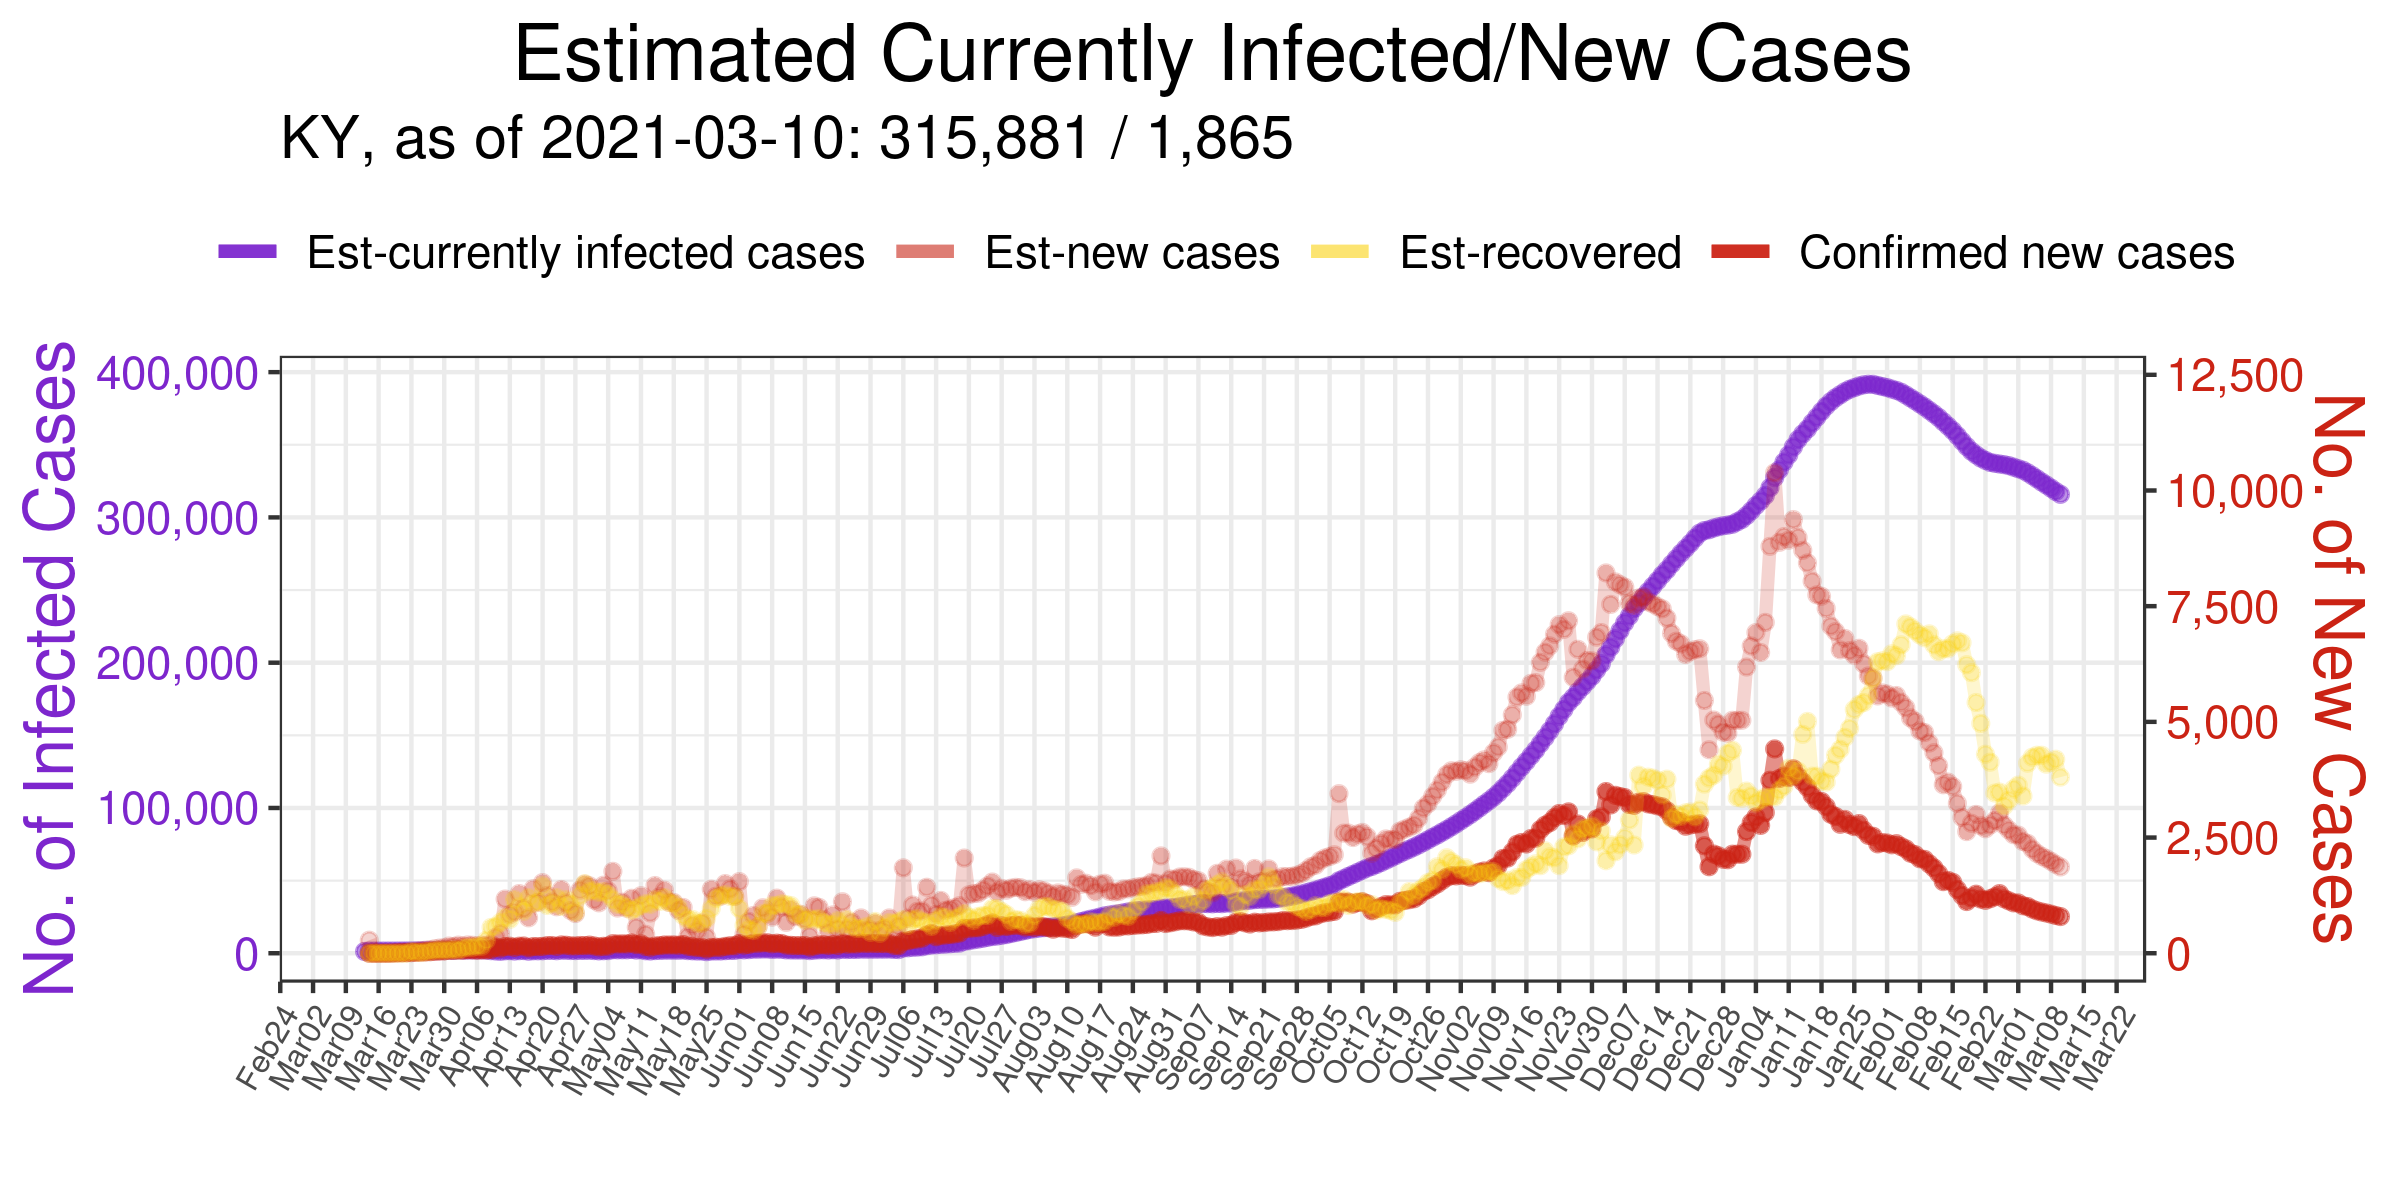 Estimated Currently Infected/New Cases
KY, as of 2021-03-10: 315,881 / 1,865
Est-currently infected cases Est-new cases Est-recovered Confirmed new cases
No. of Infected Cases
400,000
300,000
200,000
100,000
0
12,500
10,000
7,500
5,000
2,500
0
No. of New Cases
Feb24 Mar02 Mar09 Mar16 Mar23 Mar30 Apr06 Apr13 Apr20 Apr27 May04 May11 May18 May25 Jun01 Jun08 Jun15 Jun22 Jun29 Jul06 Jul13 Jul20 Jul27 Aug03 Aug10 Aug17 Aug24 Aug31 Sep07 Sep14 Sep21 Sep28 Oct05 Oct12 Oct19 Oct26 Nov02 Nov09 Nov16 Nov23 Nov30 Dec07 Dec14 Dec21 Dec28 Jan04 Jan11 Jan18 Jan25 Feb01 Feb08 Feb15 Feb22 Mar01 Mar08 Mar15 Mar22